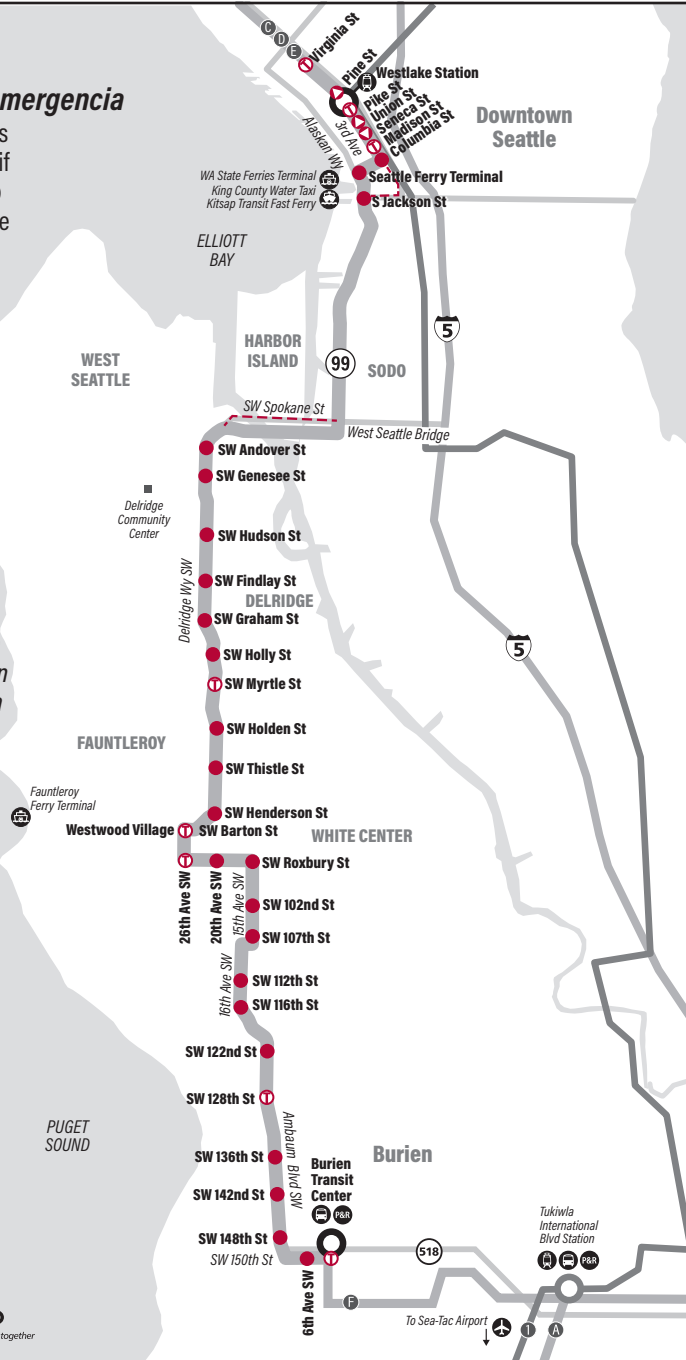 mergencia
s
if
e
n
together
C
D
E
Virginia St
Pine St
Westlake Station
Pike St
Union St
Seneca St
Madison St
Columbia St
3rd Ave
Alaskan Wy
Downtown
Seattle
WA State Ferries Terminal
King County Water Taxi
Kitsap Transit Fast Ferry
Seattle Ferry Terminal
S Jackson St
ELLIOTT
BAY
HARBOR
ISLAND
WEST
SEATTLE
99
SODO
5
SW Spokane St
West Seattle Bridge
SW Andover St
SW Genesee St
Delridge
Community
Center
SW Hudson St
Delridge Wy SW
SW Findlay St
DELRIDGE
SW Graham St
SW Holly St
5
SW Myrtle St
SW Holden St
FAUNTLEROY
SW Thistle St
Fauntleroy
Ferry Terminal
SW Henderson St
Westwood Village
T
SW Barton St
WHITE CENTER
T
SW Roxbury St
26th Ave SW
20th Ave SW
15th Ave SW
SW 102nd St
SW 107th St
16th Ave SW
SW 112th St
SW 116th St
SW 122nd St
SW 128th St
T
Ambaum Blvd SW
PUGET
SOUND
SW 136th St
Burien
Burien
Transit
Center
P&R
SW 142nd St
SW 148th St
SW 150th St
6th Ave SW
T
518
F
Tukiwla
International
Blvd Station
P&R
To Sea-Tac Airport
1
A